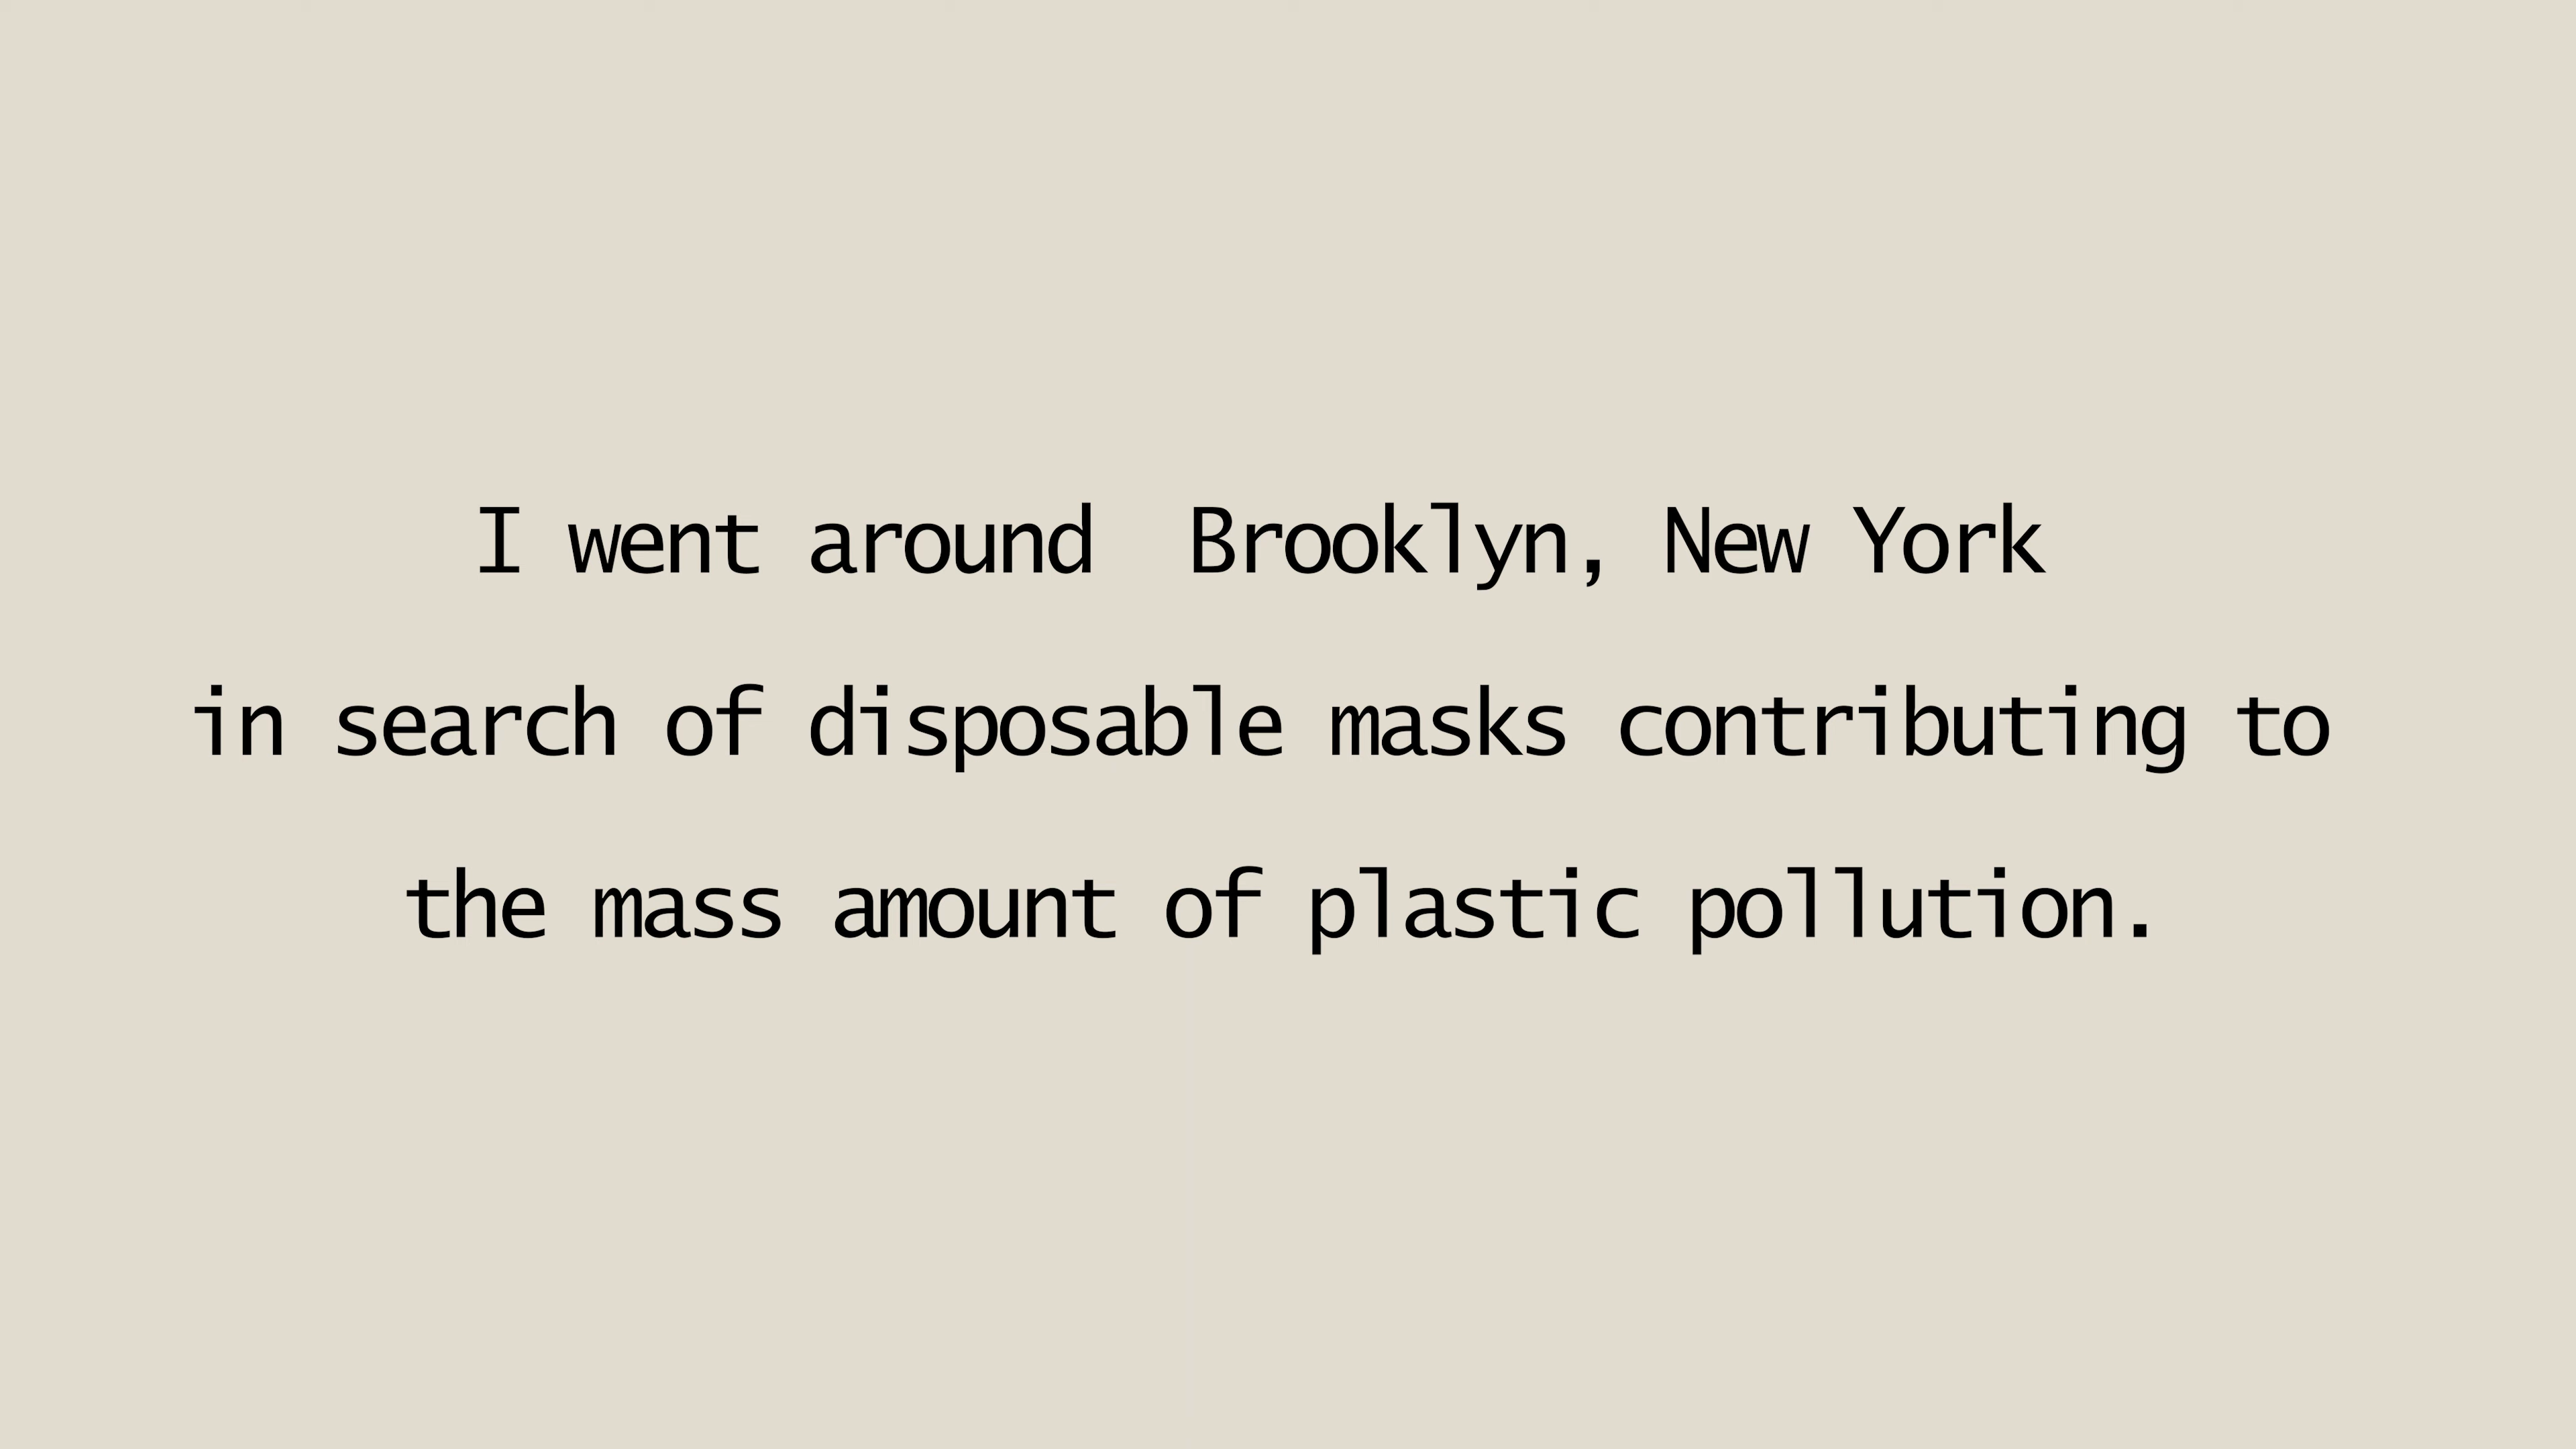 I went around  Brooklyn, New York
in search of disposable masks contributing to
the mass amount of plastic pollution.